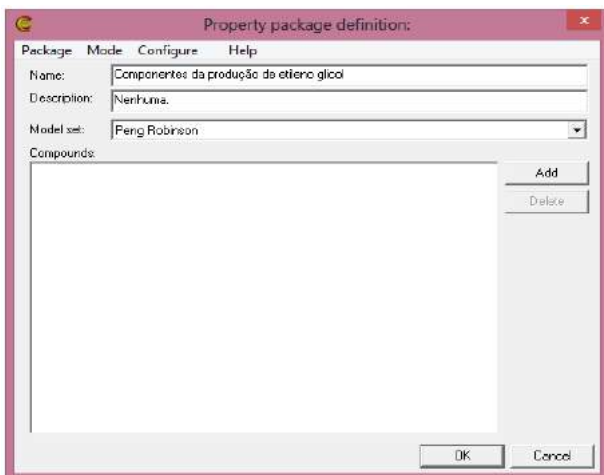 Property package definition:
Package Mode Configure Help
Name: Componentes da produção de etileno glicol
Description: Nenhuma.
Model set: Peng Robinson
Compounds:
Add
Delete
OK Cancel